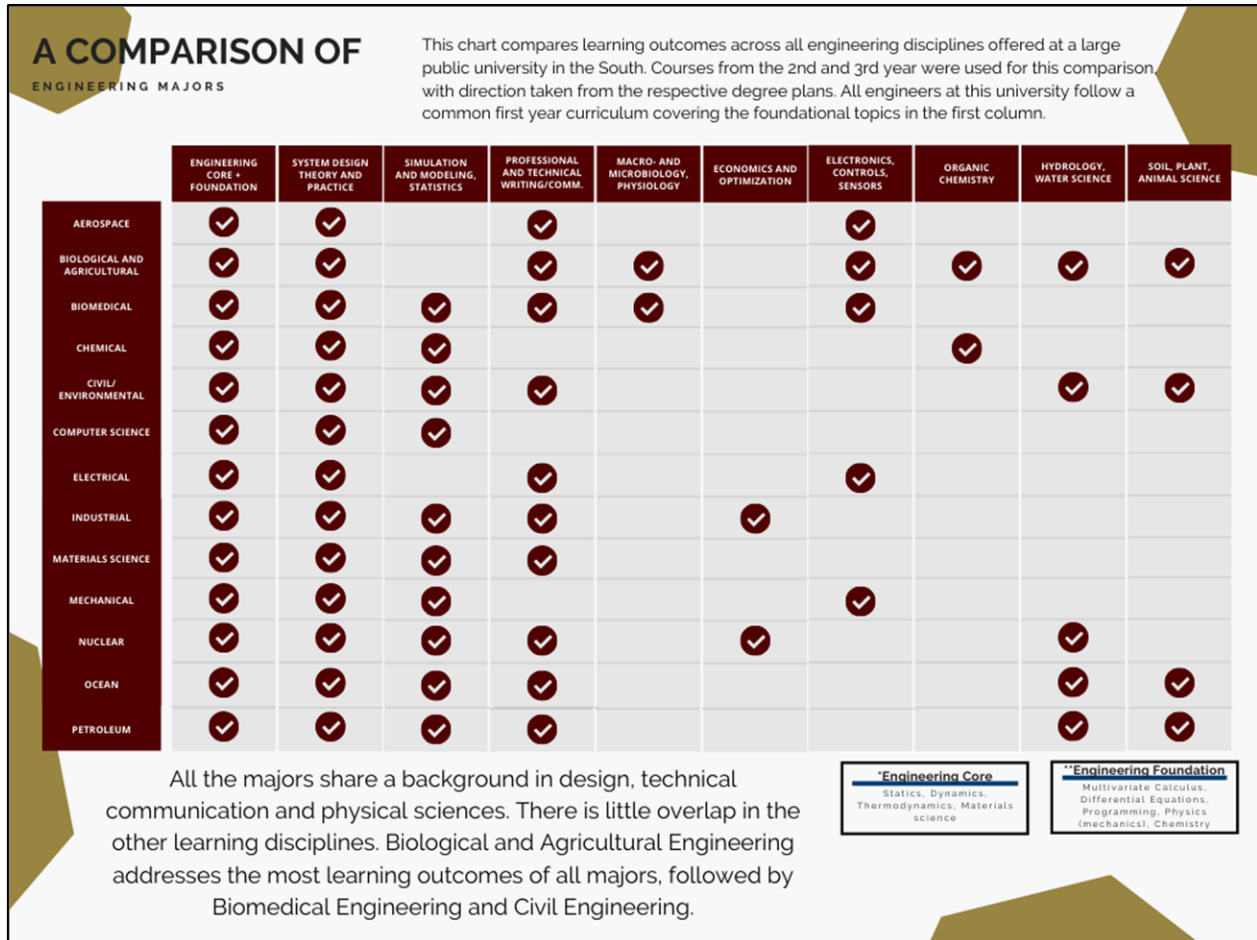 A COMPARISON OF
ENGINEERING MAJORS
This chart compares learning outcomes across all engineering disciplines offered at a large
public university in the South. Courses from the 2nd and 3rd year were used for this comparison,
with direction taken from the respective degree plans. All engineers at this university follow a
common first year curriculum covering the foundational topics in the first column.
ENGINEERING
CORE +
FOUNDATION
SYSTEM DESIGN
THEORY AND
PRACTICE
SIMULATION
AND MODELING,
STATISTICS
PROFESSIONAL
AND TECHNICAL
WRITING/COMM.
MACRO- AND
MICROBIOLOGY,
PHYSIOLOGY
ECONOMICS AND
OPTIMIZATION
ELECTRONICS,
CONTROLS,
SENSORS
ORGANIC
CHEMISTRY
HYDROLOGY,
WATER SCIENCE
SOIL, PLANT,
ANIMAL SCIENCE
AEROSPACE
BIOLOGICAL AND
AGRICULTURAL
BIOMEDICAL
CHEMICAL
CIVIL/
ENVIRONMENTAL
COMPUTER SCIENCE
ELECTRICAL
INDUSTRIAL
MATERIALS SCIENCE
MECHANICAL
NUCLEAR
OCEAN
PETROLEUM
All the majors share a background in design, technical
communication and physical sciences. There is little overlap in the
other learning disciplines. Biological and Agricultural Engineering
addresses the most learning outcomes of all majors, followed by
Biomedical Engineering and Civil Engineering.
*Engineering Core
Statics, Dynamics,
Thermodynamics, Materials
science
**Engineering Foundation
Multivariate Calculus,
Differential Equations,
Programming, Physics
(mechanics), Chemistry